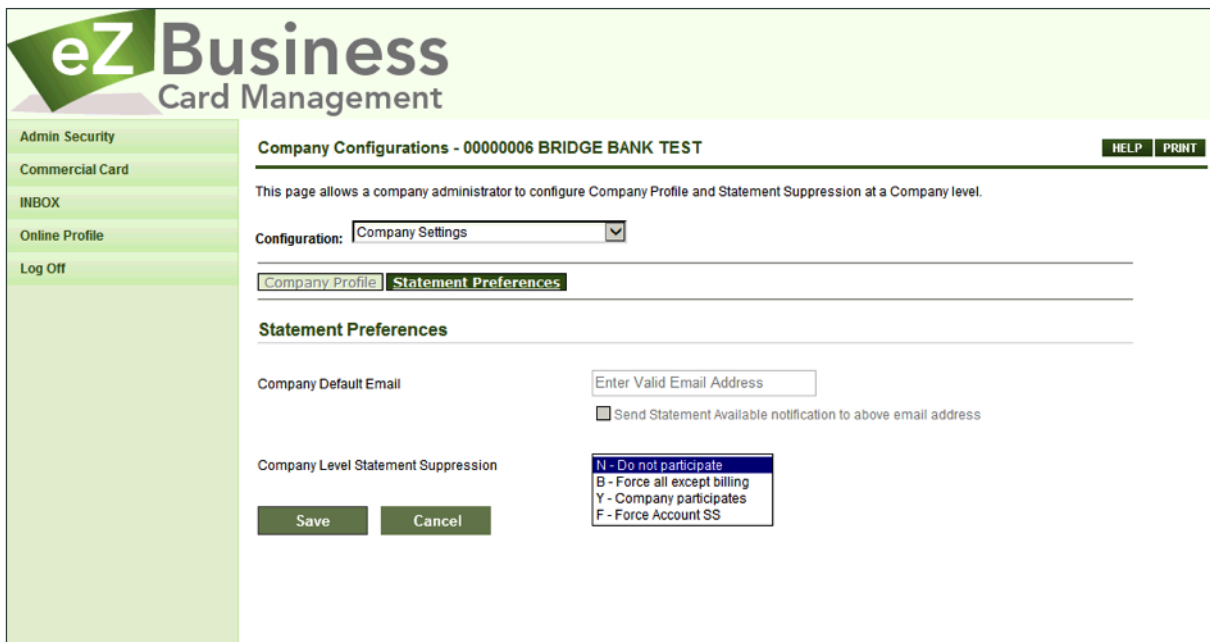 eZ Business
Card Management
Admin Security
Commercial Card
INBOX
Online Profile
Log Off
Company Configurations - 00000006 BRIDGE BANK TEST
HELP PRINT
This page allows a company administrator to configure Company Profile and Statement Suppression at a Company level.
Configuration: Company Settings
Company Profile Statement Preferences
Statement Preferences
Company Default Email Enter Valid Email Address
Send Statement Available notification to above email address
Company Level Statement Suppression N - Do not participate
B - Force all except billing
Y - Company participates
F - Force Account SS
Save Cancel